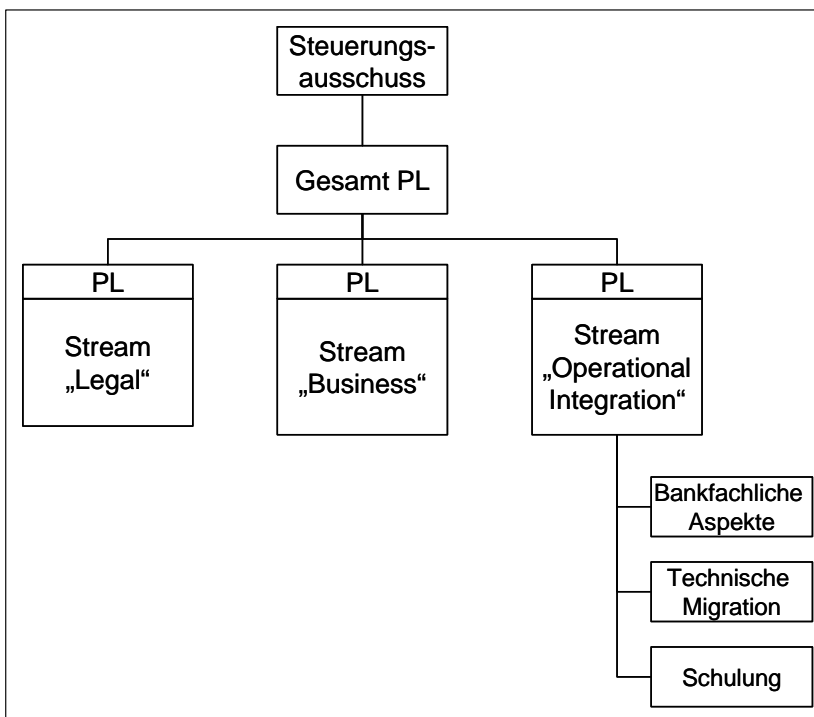 Steuerungs-
ausschuss
Gesamt PL
PL
Stream
„Legal“
PL
Stream
„Business“
PL
Stream
„Operational
Integration“
Bankfachliche
Aspekte
Technische
Migration
Schulung